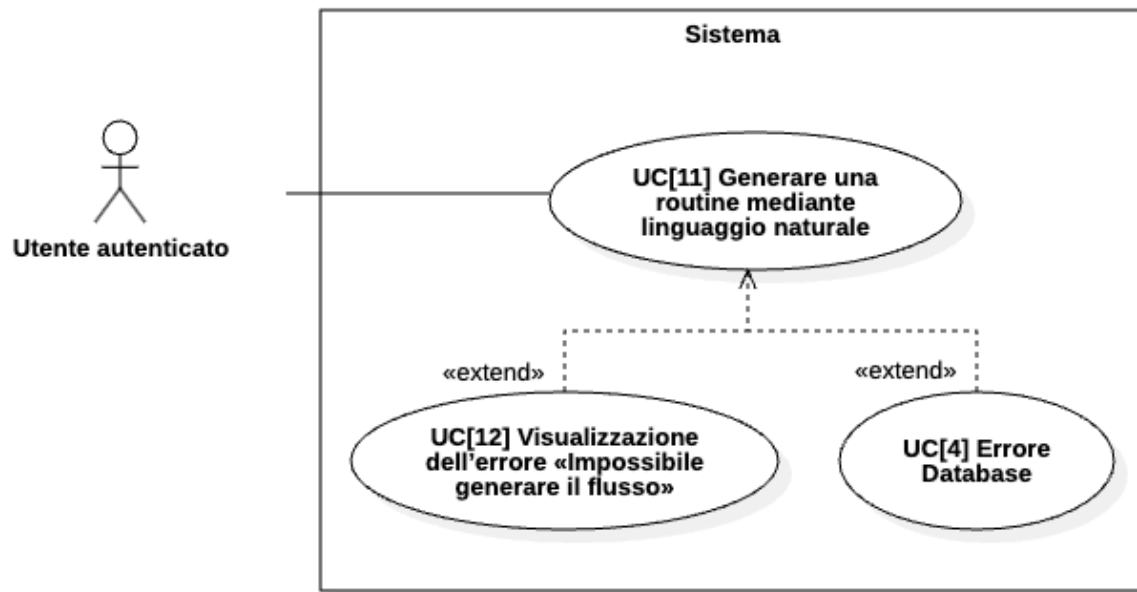 Sistema
UC[11] Generare una
routine mediante
linguaggio naturale
Utente autenticato
«extend»
«extend»
UC[12] Visualizzazione
dell'errore «Impossibile
generare il flusso»
UC[4] Errore
Database